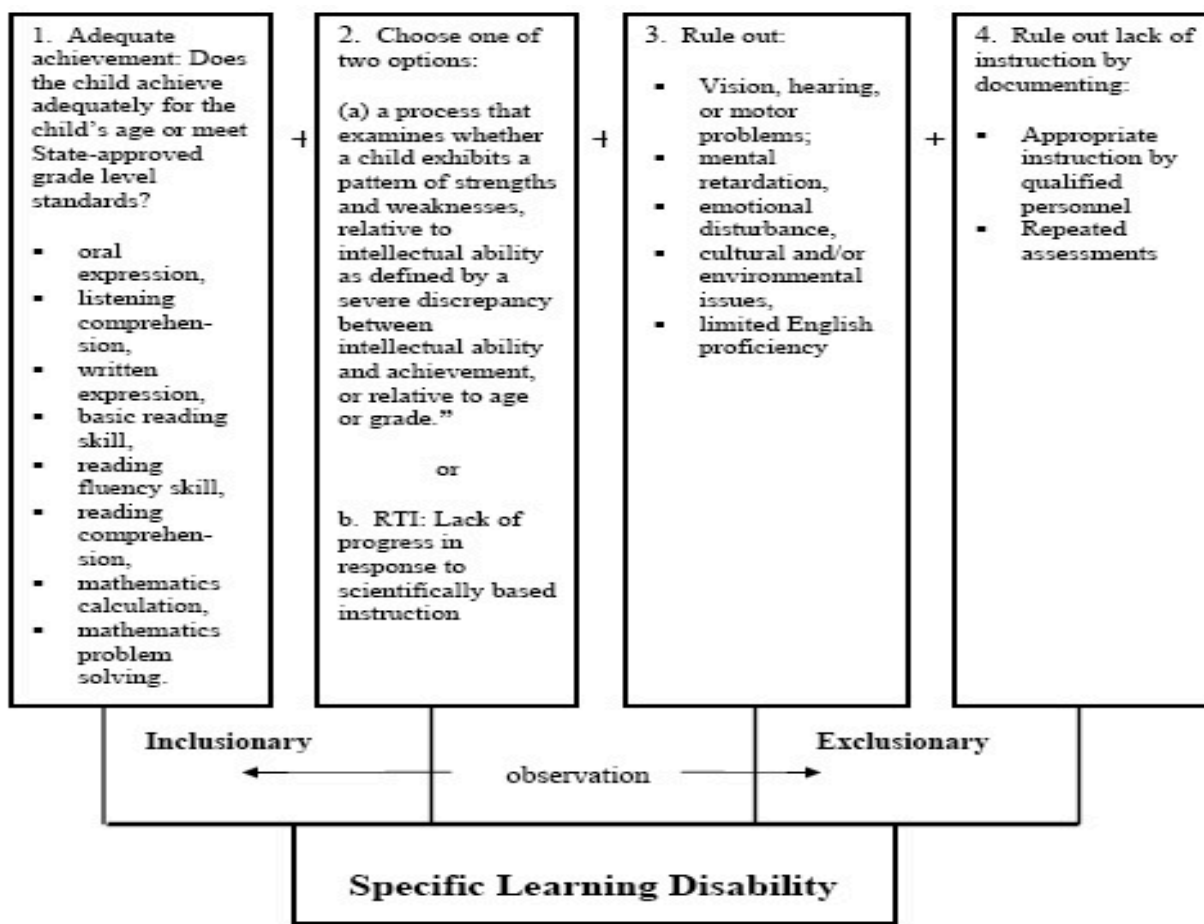 1. Adequate
achievement: Does
the child achieve
adequately for the
child's age or meet
State-approved
grade level
standards?
▪ oral
expression,
▪ listening
comprehen-
sion,
▪ written
expression,
▪ basic reading
skill,
▪ reading
fluency skill,
▪ reading
comprehen-
sion,
▪ mathematics
calculation,
▪ mathematics
problem
solving.
+
2. Choose one of
two options:
(a) a process that
examines whether
a child exhibits a
pattern of strengths
and weaknesses,
relative to
intellectual ability
as defined by a
severe discrepancy
between
intellectual ability
and achievement,
or relative to age
or grade.”
or
b. RTI: Lack of
progress in
response to
scientifically based
instruction
+
3. Rule out:
▪ Vision, hearing,
or motor
problems;
▪ mental
retardation,
▪ emotional
disturbance,
▪ cultural and/or
environmental
issues,
▪ limited English
proficiency
+
4. Rule out lack of
instruction by
documenting:
▪ Appropriate
instruction by
qualified
personnel
▪ Repeated
assessments
Inclusionary
Exclusionary
observation
Specific Learning Disability